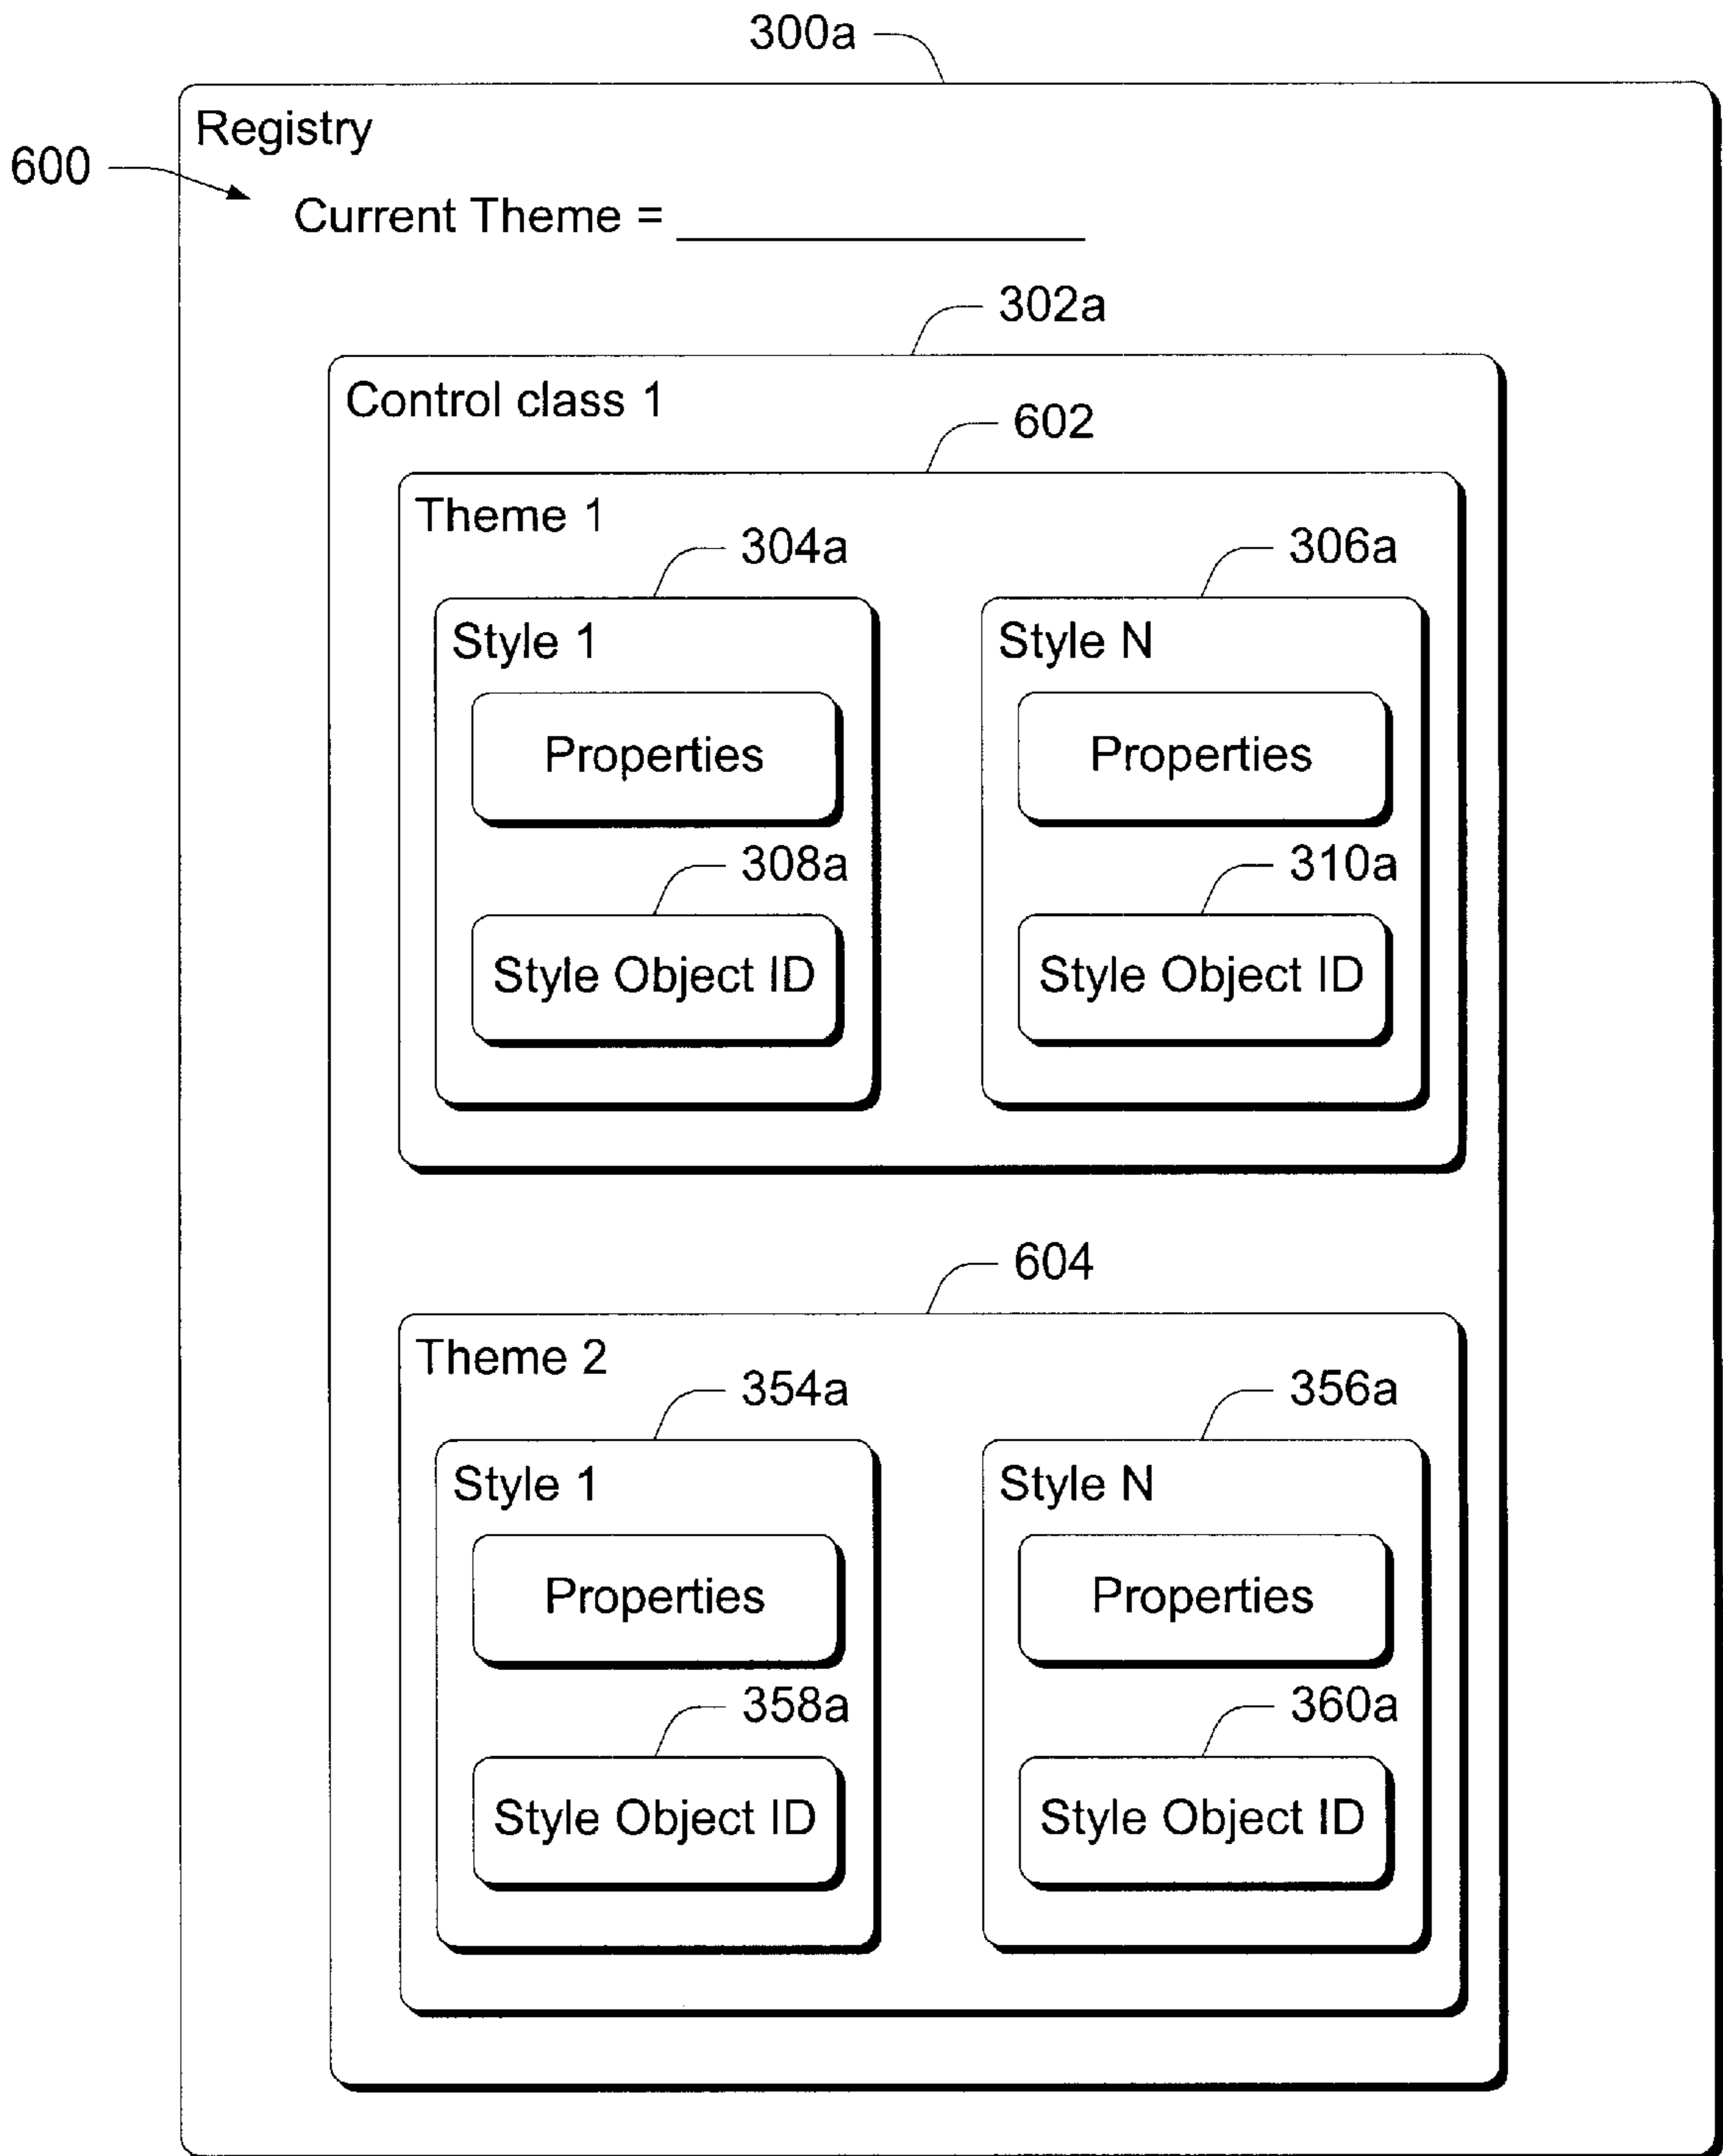 300a
Registry
600
Current Theme = ____________
302a
Control class 1
602
Theme 1
304a
306a
Style 1
Style N
Properties
Properties
308a
310a
Style Object ID
Style Object ID
604
Theme 2
354a
356a
Style 1
Style N
Properties
Properties
358a
360a
Style Object ID
Style Object ID